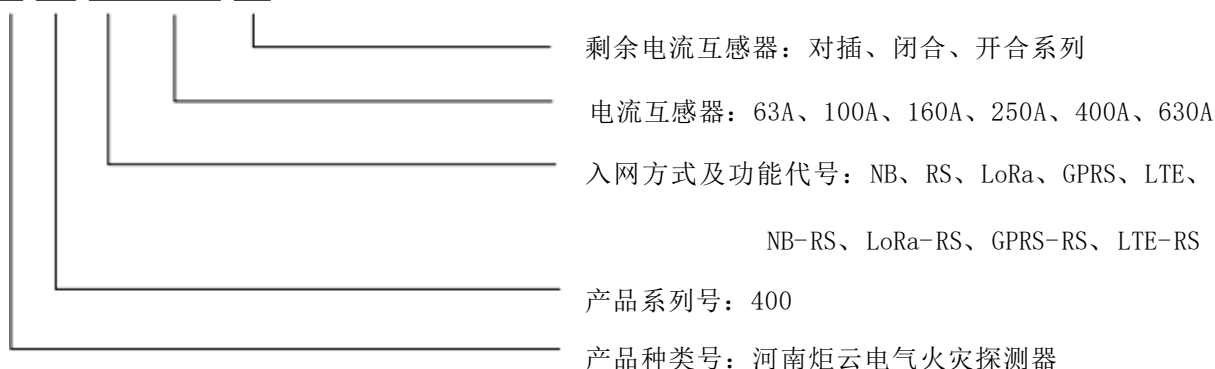 剩余电流互感器：对插、闭合、开合系列
电流互感器：63A、100A、160A、250A、400A、630A
入网方式及功能代号：NB、RS、LoRa、GPRS、LTE、
NB-RS、LoRa-RS、GPRS-RS、LTE-RS
产品系列号：400
产品种类号：河南炬云电气火灾探测器